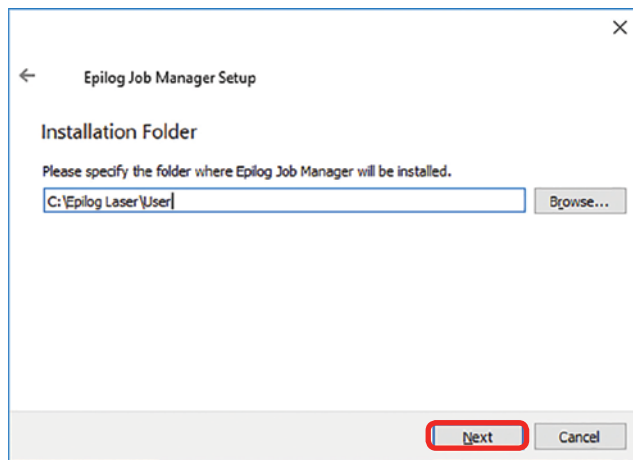 Epilog Job Manager Setup
Installation Folder
Please specify the folder where Epilog Job Manager will be installed.
C:\Epilog Laser\User
Browse...
Next
Cancel